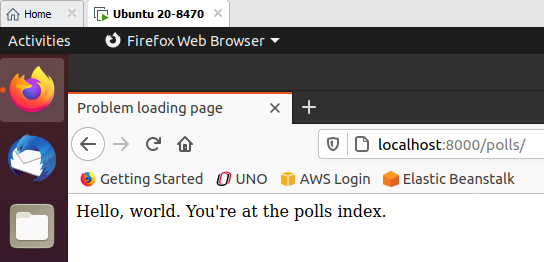 Home Ubuntu 20-8470
Activities Firefox Web Browser
Problem loading page
localhost:8000/polls/
Getting Started UNO AWS Login Elastic Beanstalk
Hello, world. You're at the polls index.